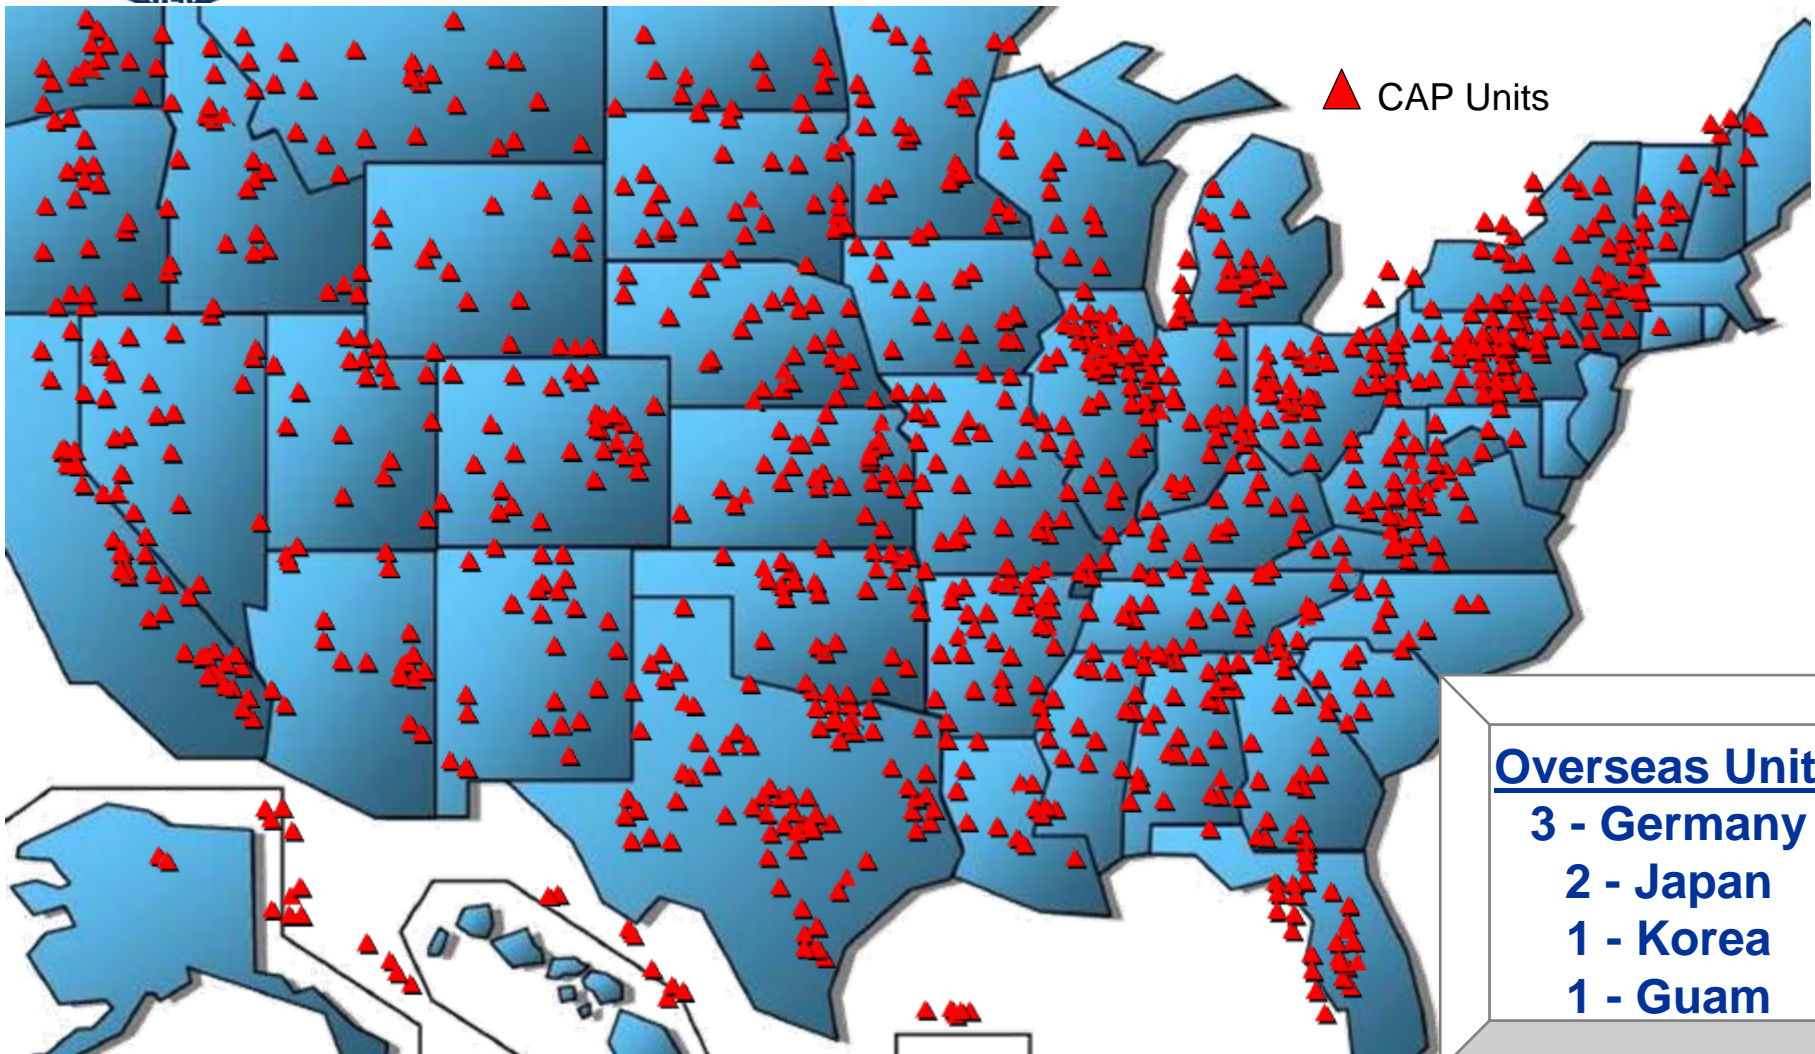 CAP Units
Overseas Unit
3 - Germany
2 - Japan
1 - Korea
1 - Guam